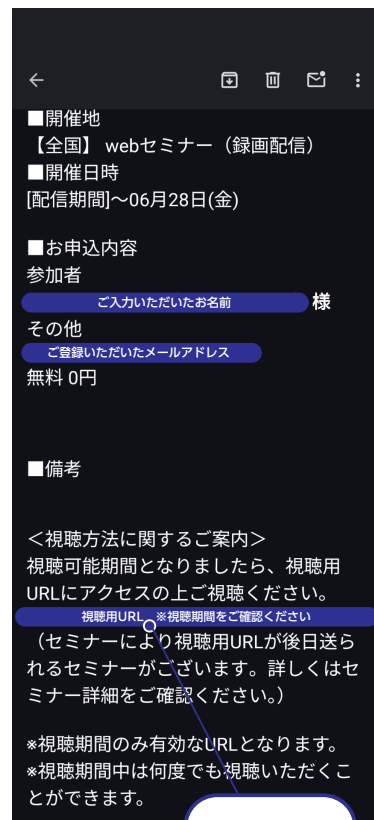 ■開催地
【全国】 webセミナー（録画配信）
■開催日時
[配信期間]～06月28日(金)
■お申込内容
参加者
ご入力いただいたお名前 様
その他
ご登録いただいたメールアドレス
無料 0円
■備考
＜視聴方法に関するご案内＞
視聴可能期間となりましたら、視聴用
URLにアクセスの上ご視聴ください。
視聴用URL ※視聴期間をご確認ください
（セミナーにより視聴用URLが後日送ら
れるセミナーがございます。詳しくはセ
ミナー詳細をご確認ください。）
※視聴期間のみ有効なURLとなります。
※視聴期間中は何度でも視聴いただくこ
とができます。